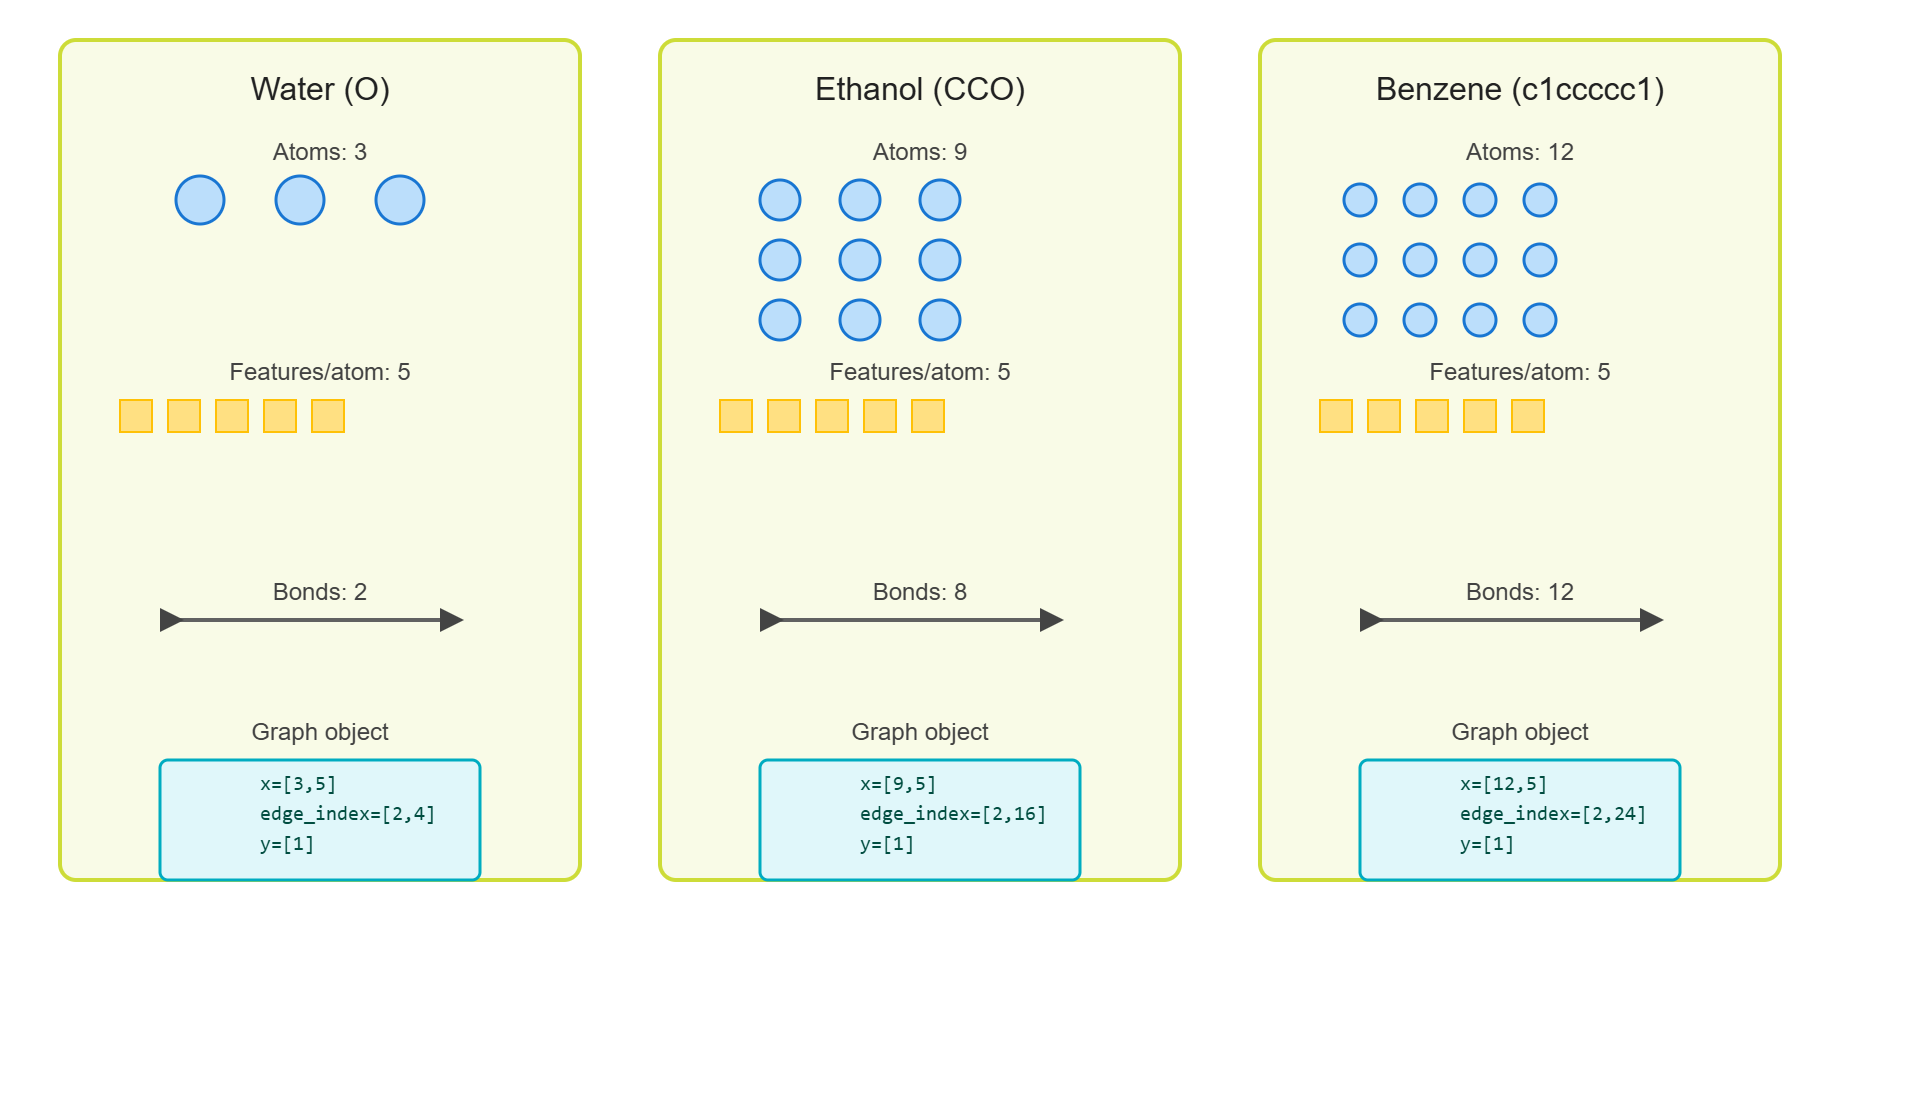 Water (O)
Atoms: 3
Features/atom: 5
Bonds: 2
Graph object
x=[3,5]
edge_index=[2,4]
y=[1]
Ethanol (CCO)
Atoms: 9
Features/atom: 5
Bonds: 8
Graph object
x=[9,5]
edge_index=[2,16]
y=[1]
Benzene (c1ccccc1)
Atoms: 12
Features/atom: 5
Bonds: 12
Graph object
x=[12,5]
edge_index=[2,24]
y=[1]